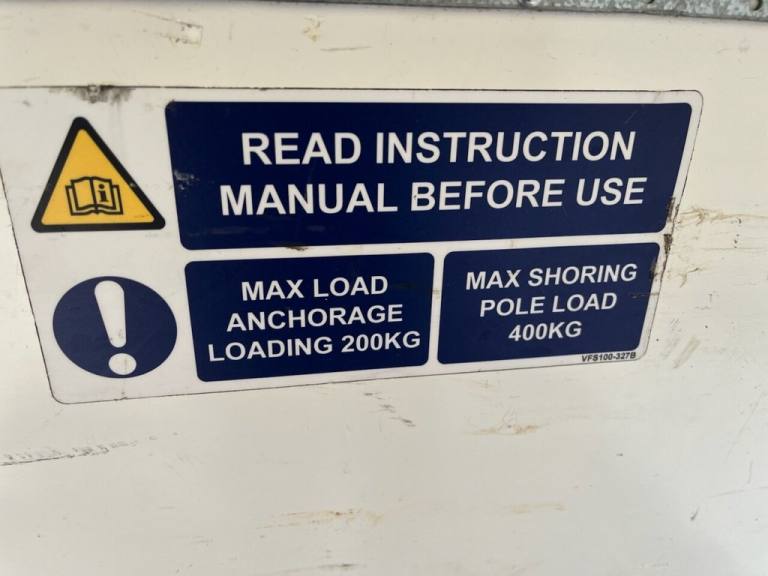 READ INSTRUCTION
MANUAL BEFORE USE
MAX LOAD
ANCHORAGE
LOADING 200KG
MAX SHORING
POLE LOAD
400KG
VFS100-327B